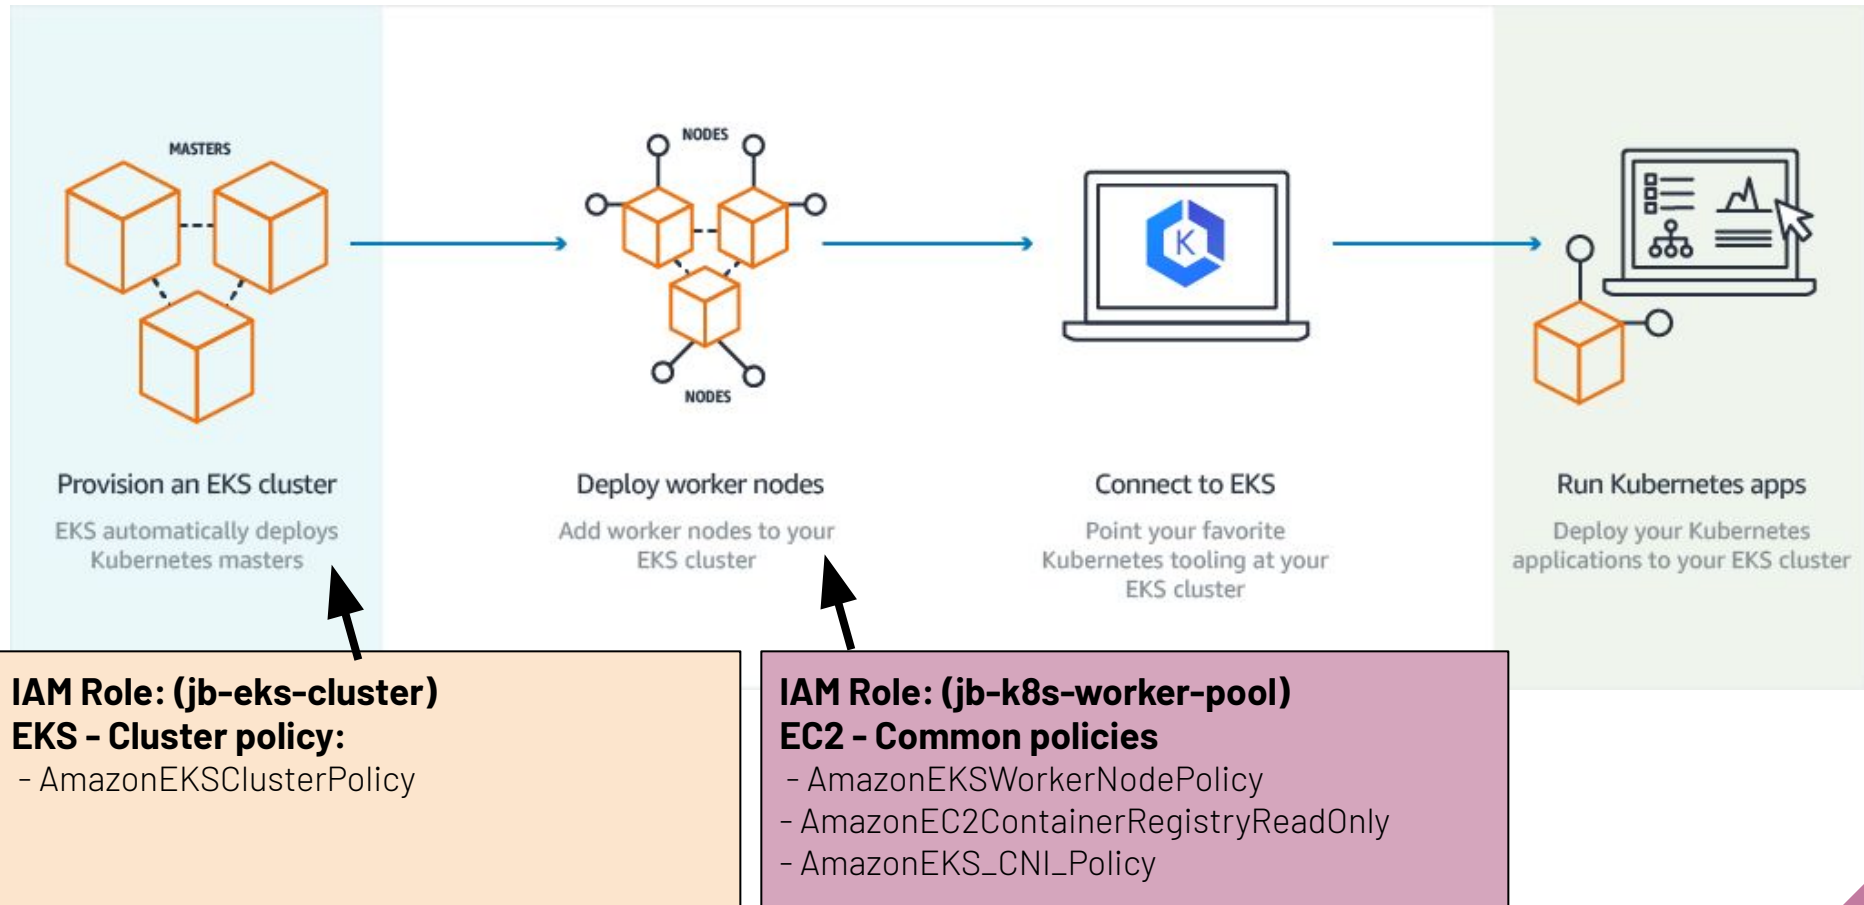 MASTERS
NODES
NODES
K
Provision an EKS cluster
EKS automatically deploys
Kubernetes masters
Deploy worker nodes
Add worker nodes to your
EKS cluster
Connect to EKS
Point your favorite
Kubernetes tooling at your
EKS cluster
Run Kubernetes apps
Deploy your Kubernetes
applications to your EKS cluster
IAM Role: (jb-eks-cluster)
EKS - Cluster policy:
- AmazonEKSClusterPolicy
IAM Role: (jb-k8s-worker-pool)
EC2 - Common policies
- AmazonEKSWorkerNodePolicy
- AmazonEC2ContainerRegistryReadOnly
- AmazonEKS_CNI_Policy